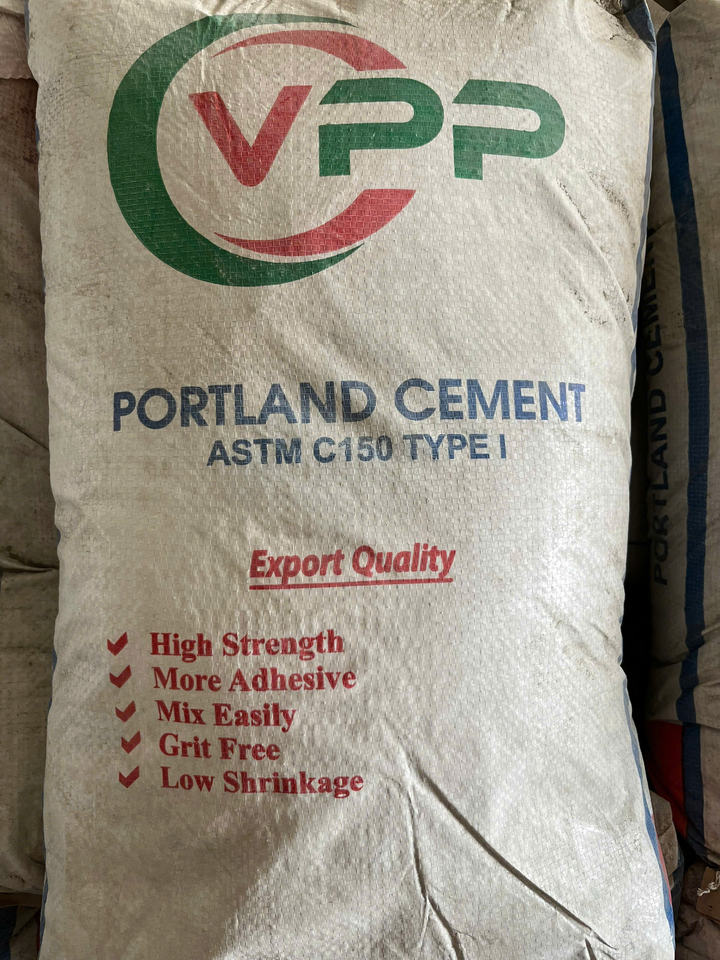 VPP
PORTLAND CEMENT
ASTM C150 TYPE I
Export Quality
High Strength
More Adhesive
Mix Easily
Grit Free
Low Shrinkage
PORTLAND CEMENT